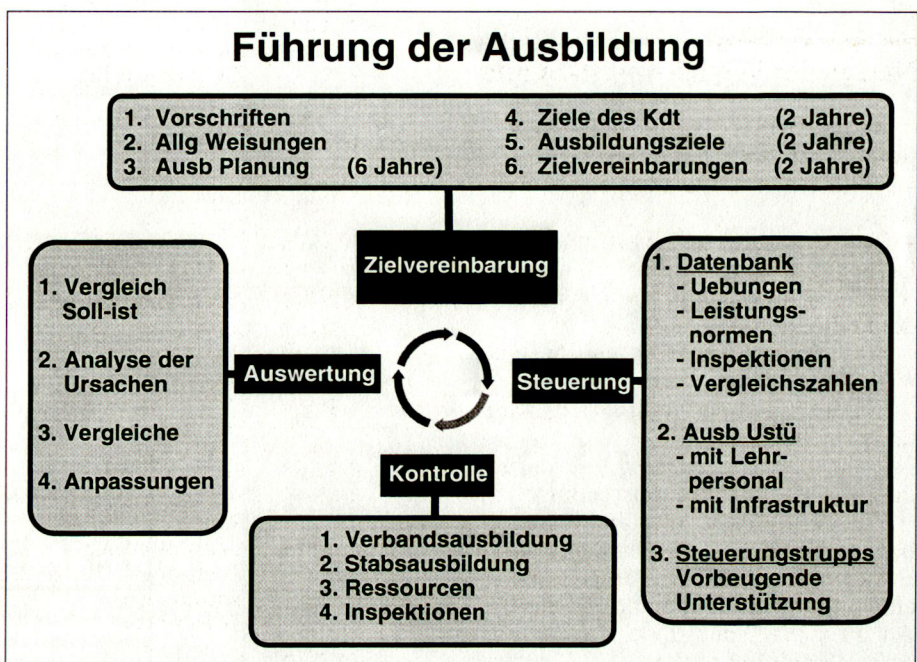 Führung der Ausbildung
1. Vorschriften
2. Allg Weisungen
3. Ausb Planung (6 Jahre)
4. Ziele des Kdt (2 Jahre)
5. Ausbildungsziele (2 Jahre)
6. Zielvereinbarungen (2 Jahre)
Zielvereinbarung
1. Vergleich
Soll-ist
2. Analyse der
Ursachen
3. Vergleiche
4. Anpassungen
Auswertung
Steuerung
1. Datenbank
- Uebungen
- Leistungs-
normen
- Inspektionen
- Vergleichszahlen
2. Ausb Ustü
- mit Lehr-
personal
- mit Infrastruktur
3. Steuerungstrupps
Vorbeugende
Unterstützung
Kontrolle
1. Verbandsausbildung
2. Stabsausbildung
3. Ressourcen
4. Inspektionen